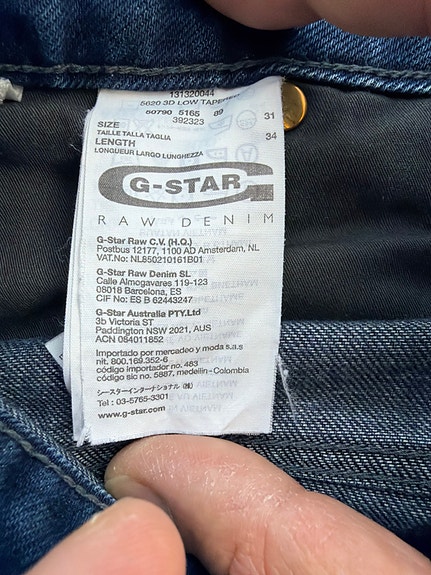 131320044
5620 3D LOW TAPERED
60790 5165 89
392323
SIZE 31
TAILLE TALLA TAGLIA
LENGTH 34
LONGUEUR LARGO LUNGHEZZA
G-STAR
RAW DENIM
G-Star Raw C.V. (H.Q.)
Postbus 12177, 1100 AD Amsterdam, NL
VAT.No: NL850210161B01
G-Star Raw Denim SL
Calle Almogavares 119-123
08018 Barcelona, ES
CIF No: ES B 62443247
G-Star Australia PTY.Ltd
3b Victoria ST
Paddington NSW 2021, AUS
ACN 084011852
Importado por mercadeo y moda s.a.s
nit. 800.169.352-6
código importador no. 483
código sic no. 5887, medellin-Colombia
ジースターインターナショナル (株)
Tel : 03-5765-3301
www.g-star.com